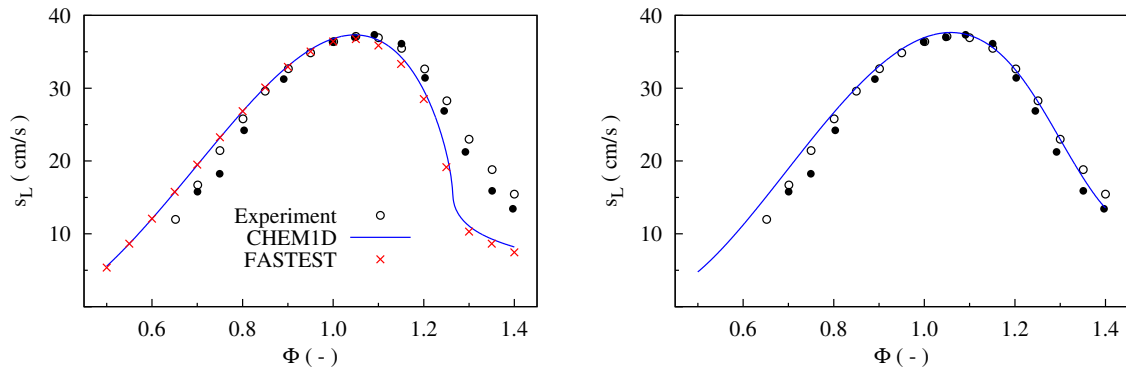 40
30
20
10
s_L ( cm/s )
0.6 0.8 1.0 1.2 1.4
Φ ( - )
Experiment
CHEM1D
FASTEST
40
30
20
10
s_L ( cm/s )
0.6 0.8 1.0 1.2 1.4
Φ ( - )